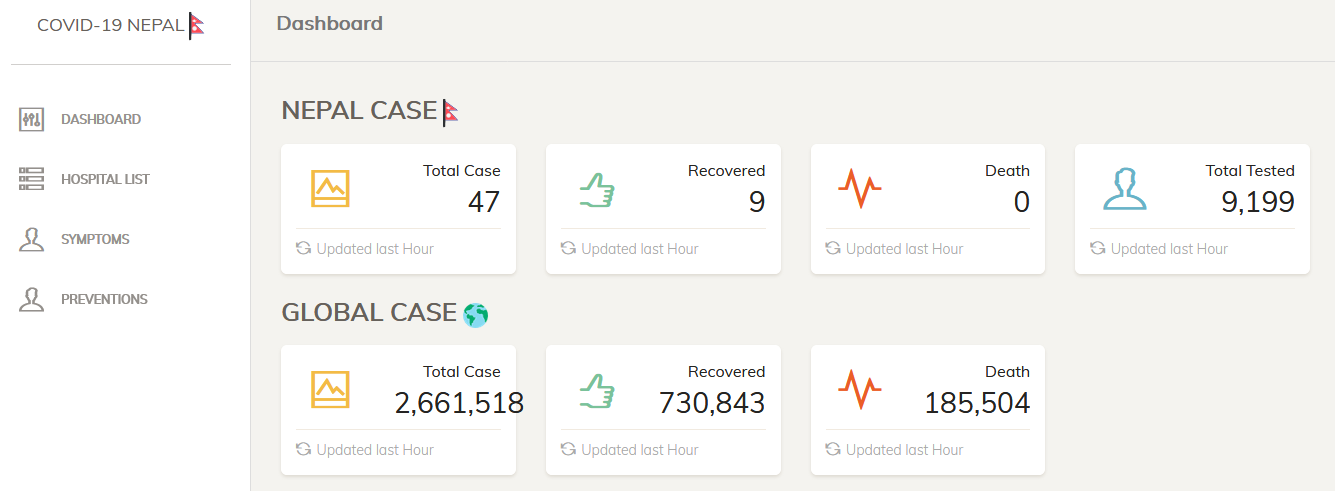 COVID-19 NEPAL
Dashboard
DASHBOARD
HOSPITAL LIST
SYMPTOMS
PREVENTIONS
NEPAL CASE
Total Case
47
Updated last Hour
Recovered
9
Updated last Hour
Death
0
Updated last Hour
Total Tested
9,199
Updated last Hour
GLOBAL CASE
Total Case
2,661,518
Updated last Hour
Recovered
730,843
Updated last Hour
Death
185,504
Updated last Hour